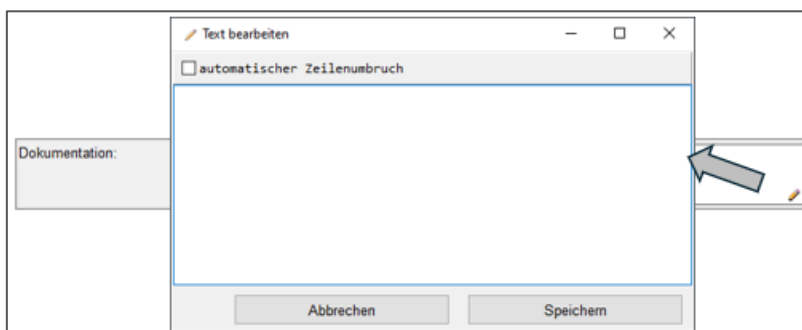 Text bearbeiten
automatischer Zeilenumbruch
Dokumentation:
Abbrechen Speichern